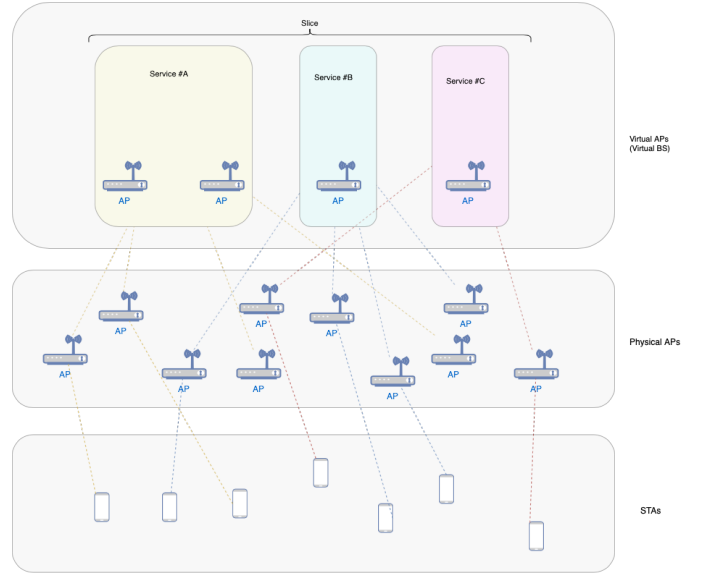 Slice
Service #A
Service #B
Service #C
AP
AP
AP
AP
Virtual APs
(Virtual BS)
AP
AP
AP
AP
AP
AP
AP
AP
AP
AP
Physical APs
STAs